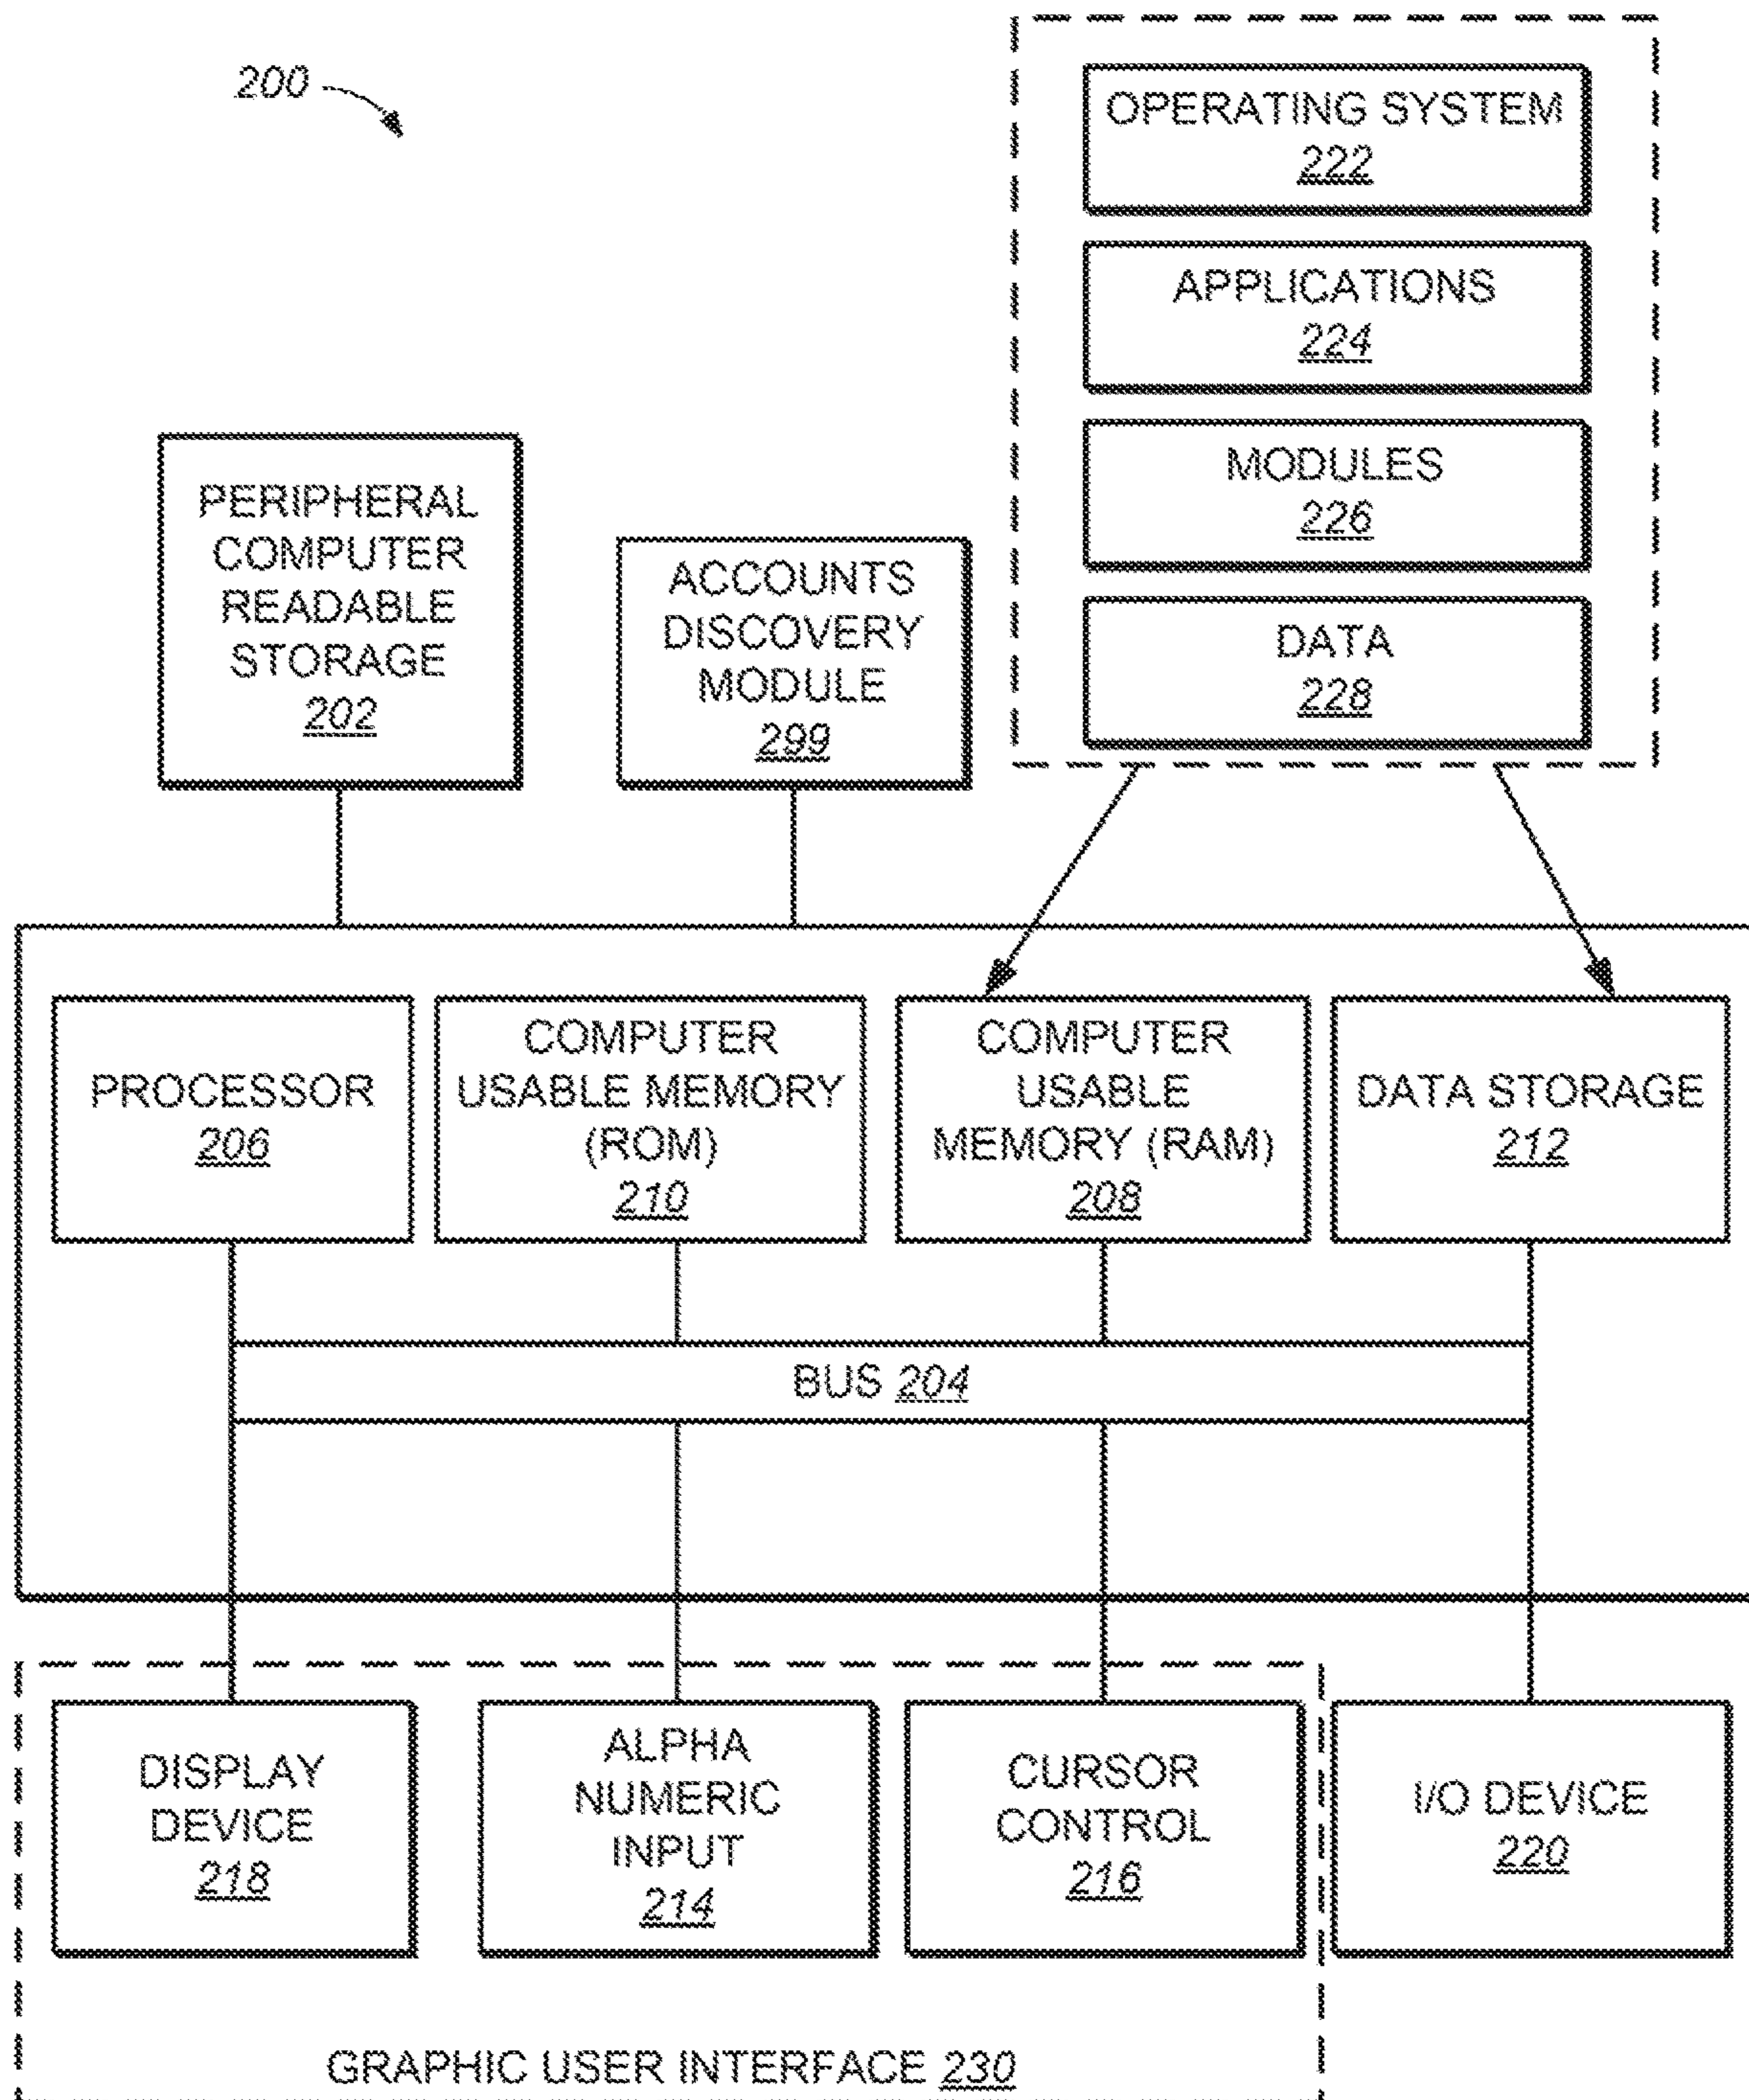 200
OPERATING SYSTEM
222
APPLICATIONS
224
MODULES
226
DATA
228
PERIPHERAL
COMPUTER
READABLE
STORAGE
202
ACCOUNTS
DISCOVERY
MODULE
299
PROCESSOR
206
COMPUTER
USABLE MEMORY
(ROM)
210
COMPUTER
USABLE
MEMORY (RAM)
208
DATA STORAGE
212
BUS 204
DISPLAY
DEVICE
218
ALPHA
NUMERIC
INPUT
214
CURSOR
CONTROL
216
I/O DEVICE
220
GRAPHIC USER INTERFACE 230